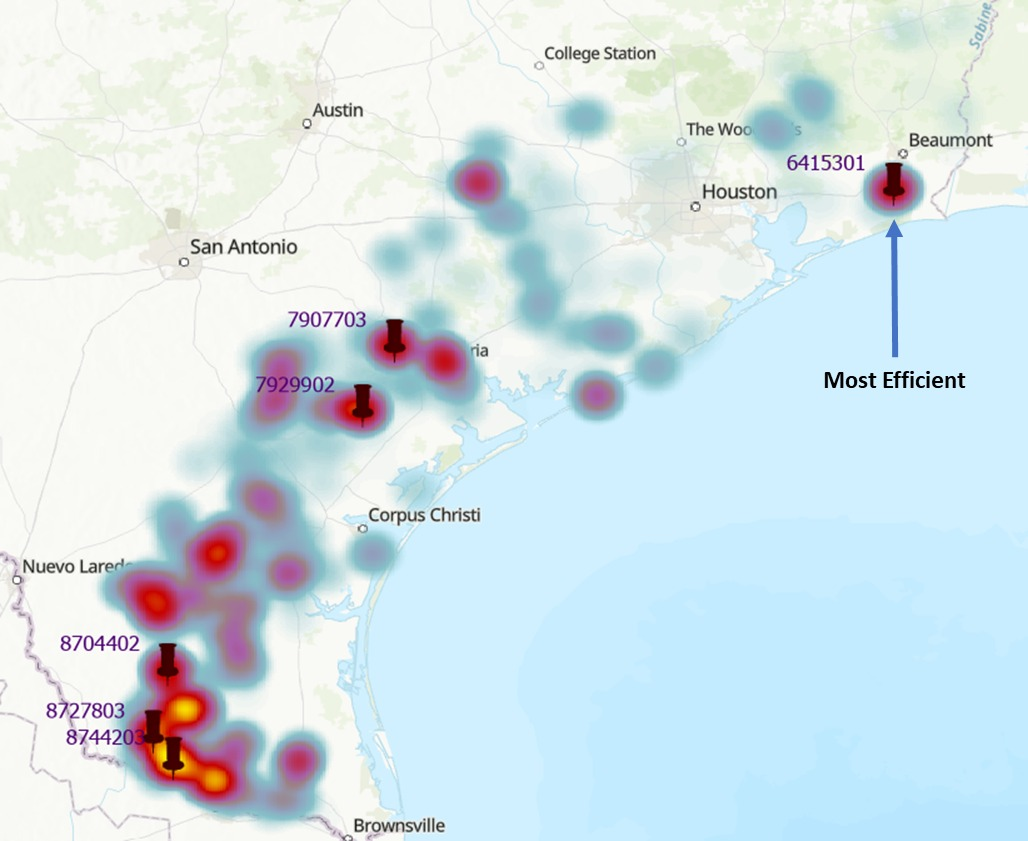 Sabine
College Station
Austin
The Woo
s
Beaumont
6415301
Houston
San Antonio
7907703
ria
7929902
Most Efficient
Corpus Christi
Nuevo Lared
8704402
8727803
8744203
Brownsville